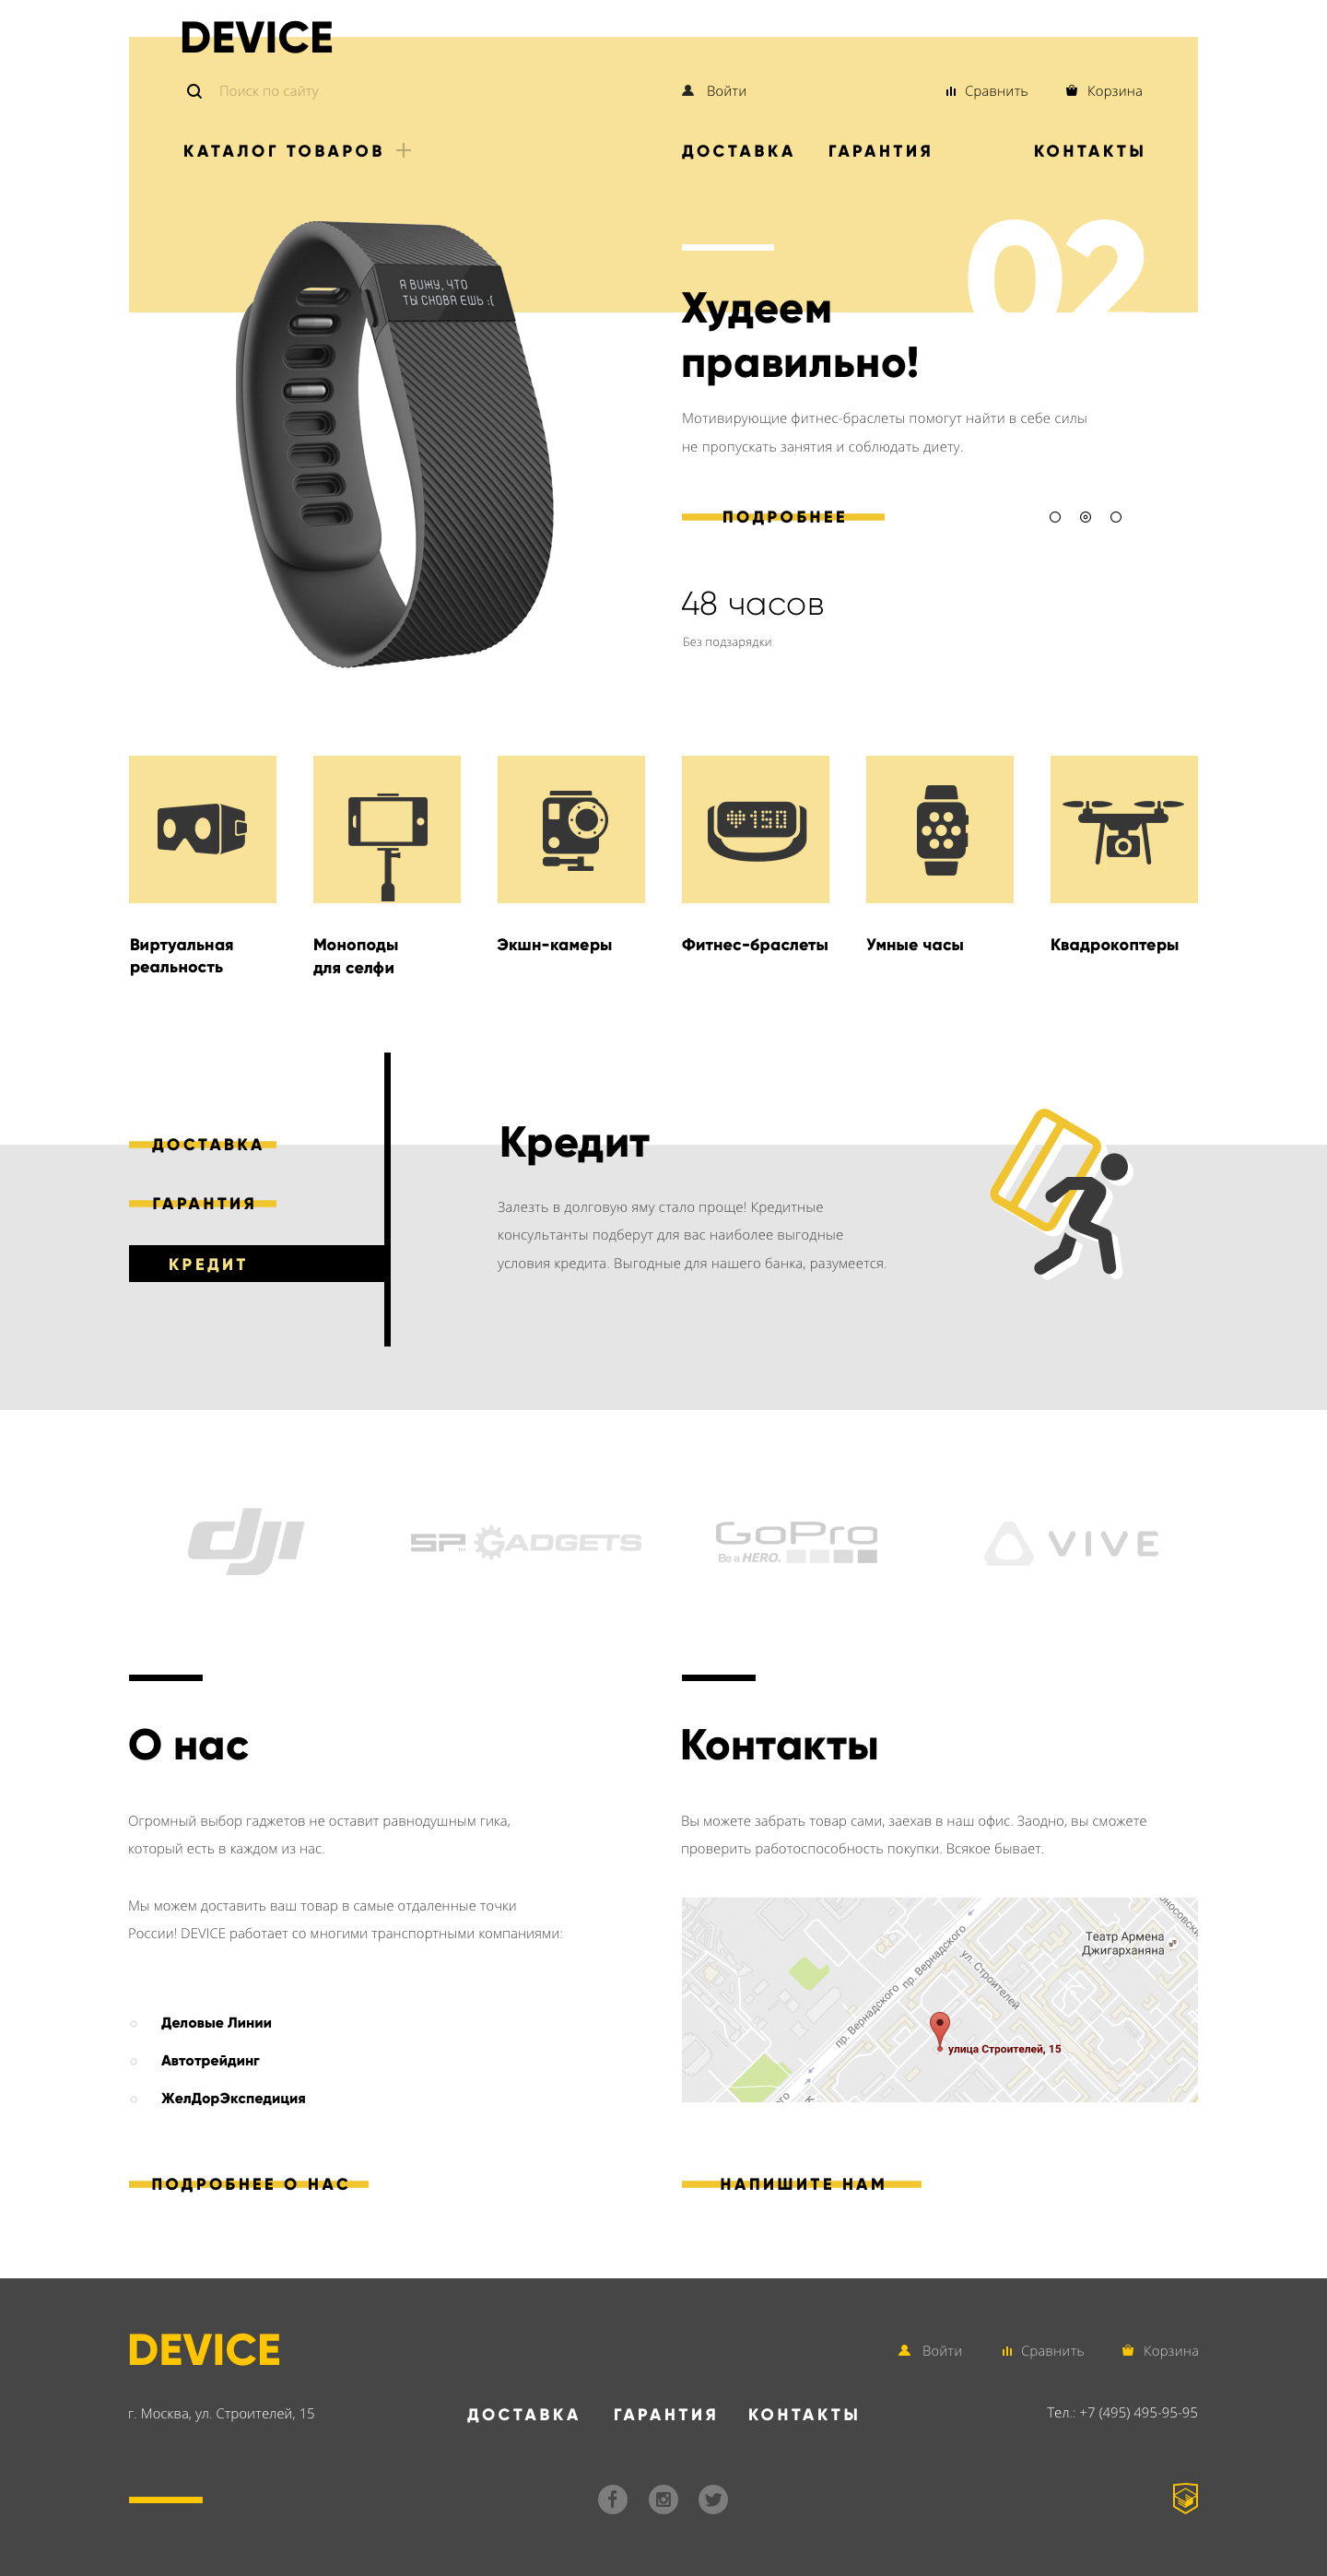 DEVICE
Поиск по сайту
Войти
Сравнить
Корзина
КАТАЛОГ ТОВАРОВ
ДОСТАВКА
ГАРАНТИЯ
КОНТАКТЫ
Я ВИЖУ, ЧТО
ТЫ СНОВА ЕШЬ :(
02
Худеем
правильно!
Мотивирующие фитнес-браслеты помогут найти в себе силы
не пропускать занятия и соблюдать диету.
ПОДРОБНЕЕ
48 часов
Без подзарядки
150
Виртуальная
реальность
Моноподы
для селфи
Экшн-камеры
Фитнес-браслеты
Умные часы
Квадрокоптеры
ДОСТАВКА
ГАРАНТИЯ
КРЕДИТ
Кредит
Залезть в долговую яму стало проще! Кредитные
консультанты подберут для вас наиболее выгодные
условия кредита. Выгодные для нашего банка, разумеется.
dji
SP GADGETS
GoPro
Be a HERO.
VIVE
О нас
Огромный выбор гаджетов не оставит равнодушным гика,
который есть в каждом из нас.
Мы можем доставить ваш товар в самые отдаленные точки
России! DEVICE работает со многими транспортными компаниями:
Деловые Линии
Автотрейдинг
ЖелДорЭкспедиция
ПОДРОБНЕЕ О НАС
Контакты
Вы можете забрать товар сами, заехав в наш офис. Заодно, вы сможете
проверить работоспособность покупки. Всякое бывает.
Театр Армена
Джигарханяна
пр. Вернадского
пр. Вернадского
ул. Строителей
улица Строителей, 15
НАПИШИТЕ НАМ
DEVICE
Войти
Сравнить
Корзина
г. Москва, ул. Строителей, 15
ДОСТАВКА
ГАРАНТИЯ
КОНТАКТЫ
Тел.: +7 (495) 495-95-95